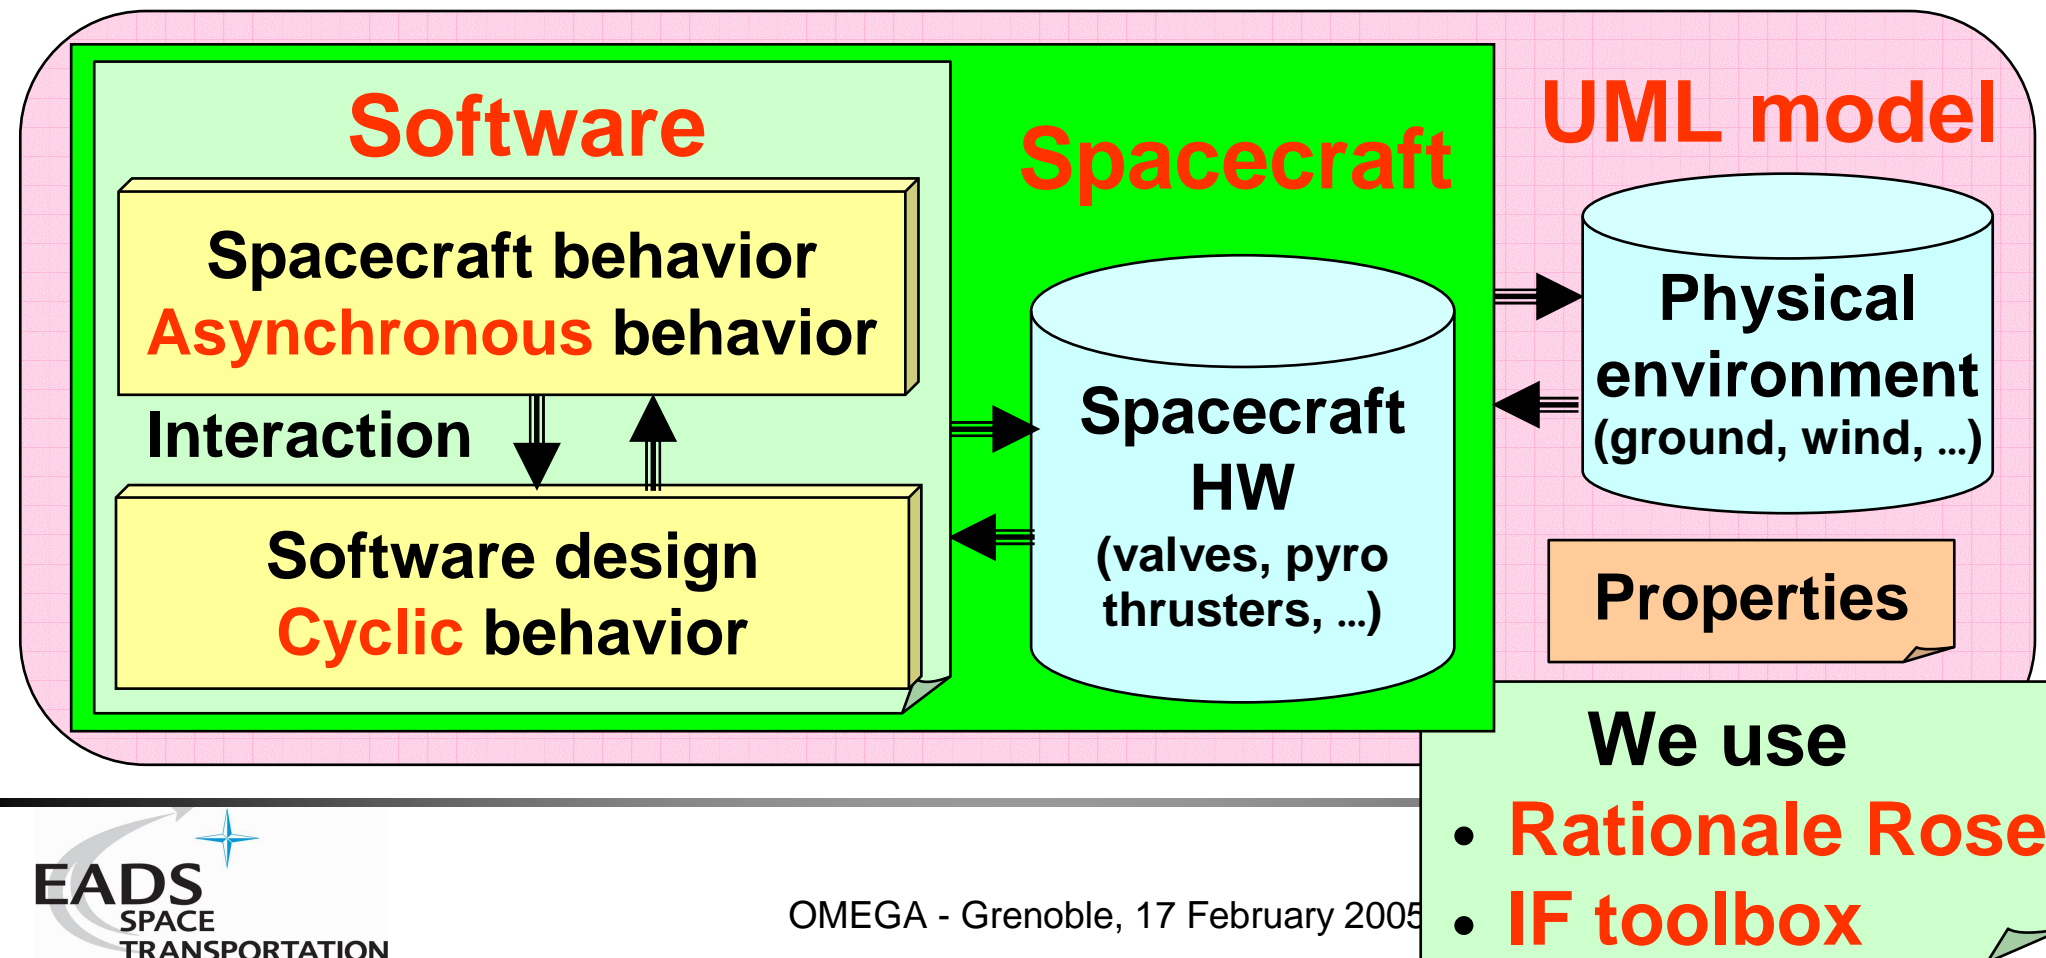 Software
Spacecraft behavior
Asynchronous behavior
Interaction
Software design
Cyclic behavior
Spacecraft
Spacecraft
HW
(valves, pyro
thrusters, ...)
UML model
Physical
environment
(ground, wind, ...)
Properties
We use
• Rationale Rose
• IF toolbox
EADS
SPACE
TRANSPORTATION
OMEGA - Grenoble, 17 February 2005